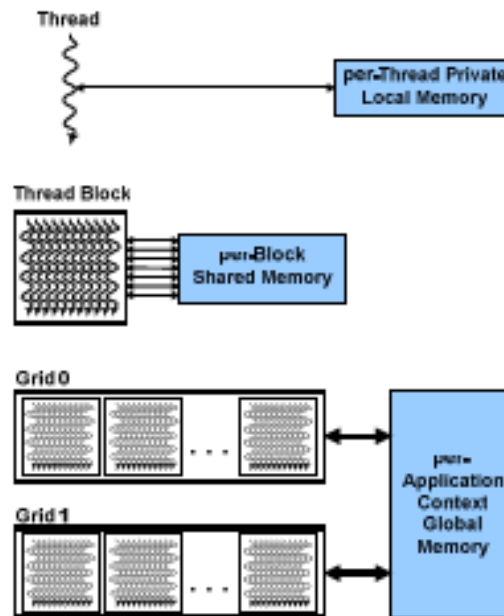 Thread
per-Thread Private
Local Memory
Thread Block
per-Block
Shared Memory
Grid 0
. . .
per-
Application
Context
Global
Memory
Grid 1
. . .